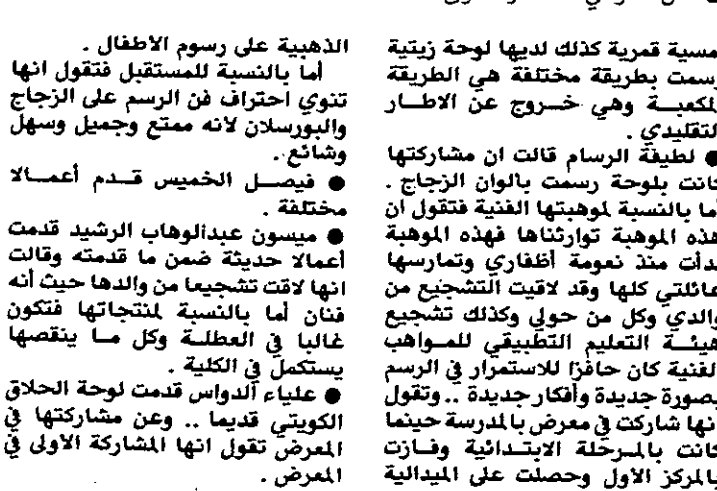 مسية قمرية كذلك لديها لوحة زيتية
رسمت بطريقة مختلفة هي الطريقة
لمكعبة وهي خروج عن الاطار
لتقليدي .
● لطيفة الرسام قالت ان مشاركتها
كانت بلوحة رسمت بالوان الزجاج .
أما بالنسبة لموهبتها الفنية فتقول ان
هذه الموهبة توارثناها فهذه الموهبة
بدأت منذ نعومة أظفاري وتمارسها
عائلتي كلها وقد لاقيت التشجيع من
والدي وكل من حولي وكذلك تشجيع
هيئة التعليم التطبيقي للمواهب
لفنية كان حافزا للاستمرار في الرسم
بصورة جديدة وأفكار جديدة .. وتقول
انها شاركت في معرض بالمدرسة حينما
كانت بالمرحلة الابتدائية وفازت
بالمركز الاول وحصلت على الميدالية
الذهبية على رسوم الاطفال .
أما بالنسبة للمستقبل فتقول انها
تنوي احتراف فن الرسم على الزجاج
والبورسلان لانه ممتع وجميل وسهل
وشائع .
● فيصل الخميس قدم أعمالا
مختلفة .
● ميسون عبدالوهاب الرشيد قدمت
أعمالا حديثة ضمن ما قدمته وقالت
انها لاقت تشجيعا من والدها حيث أنه
فنان أما بالنسبة لمنتجاتها فتكون
غالبا في العطلة وكل ما ينقصها
يستكمل في الكلية .
● علياء الدواس قدمت لوحة الحلاق
الكويتي قديما .. وعن مشاركتها في
المعرض تقول انها المشاركة الاولى في
المعرض .